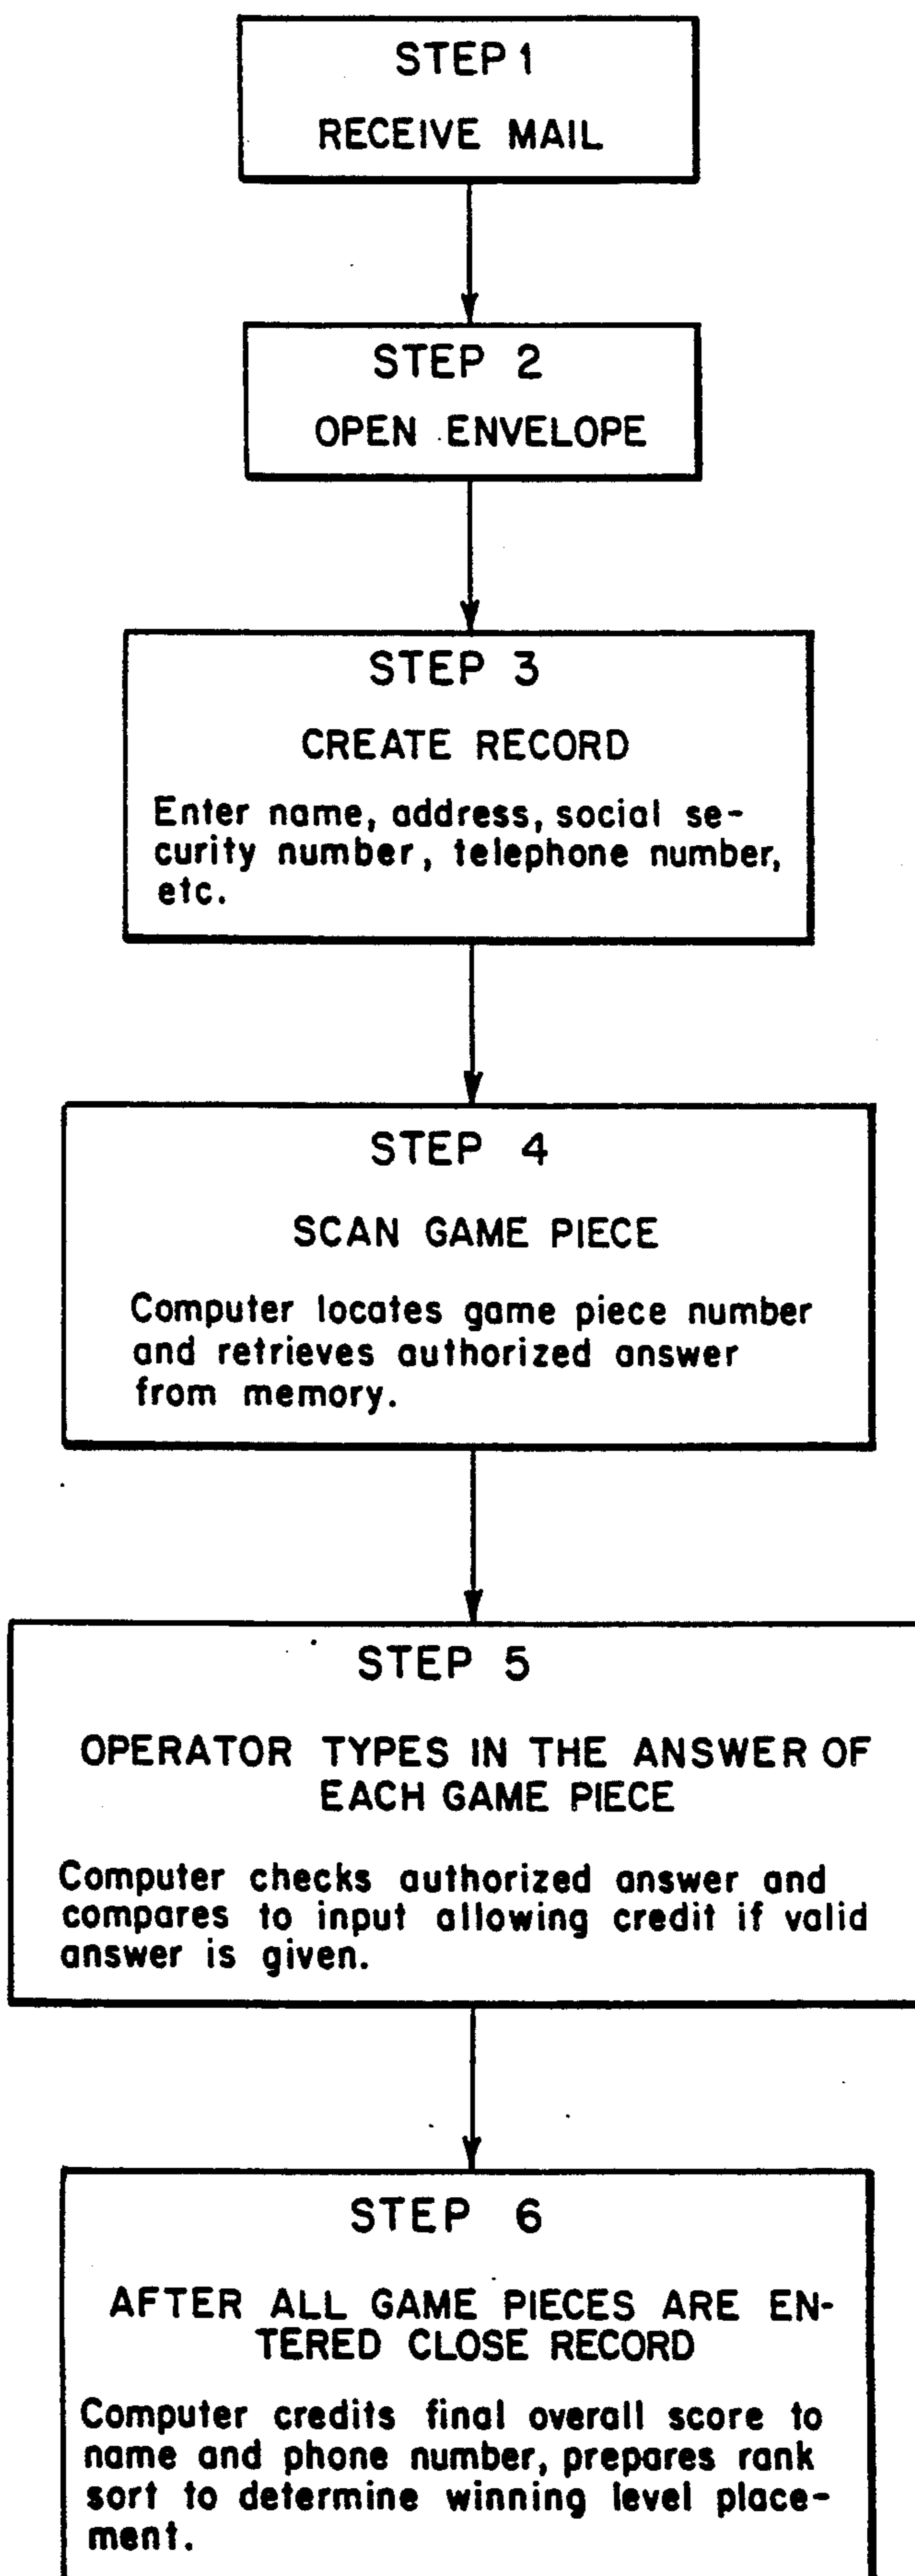 STEP 1
RECEIVE MAIL
STEP 2
OPEN ENVELOPE
STEP 3
CREATE RECORD
Enter name, address, social se-
curity number, telephone number,
etc.
STEP 4
SCAN GAME PIECE
Computer locates game piece number
and retrieves authorized answer
from memory.
STEP 5
OPERATOR TYPES IN THE ANSWER OF
EACH GAME PIECE
Computer checks authorized answer and
compares to input allowing credit if valid
answer is given.
STEP 6
AFTER ALL GAME PIECES ARE EN-
TERED CLOSE RECORD
Computer credits final overall score to
name and phone number, prepares rank
sort to determine winning level place-
ment.